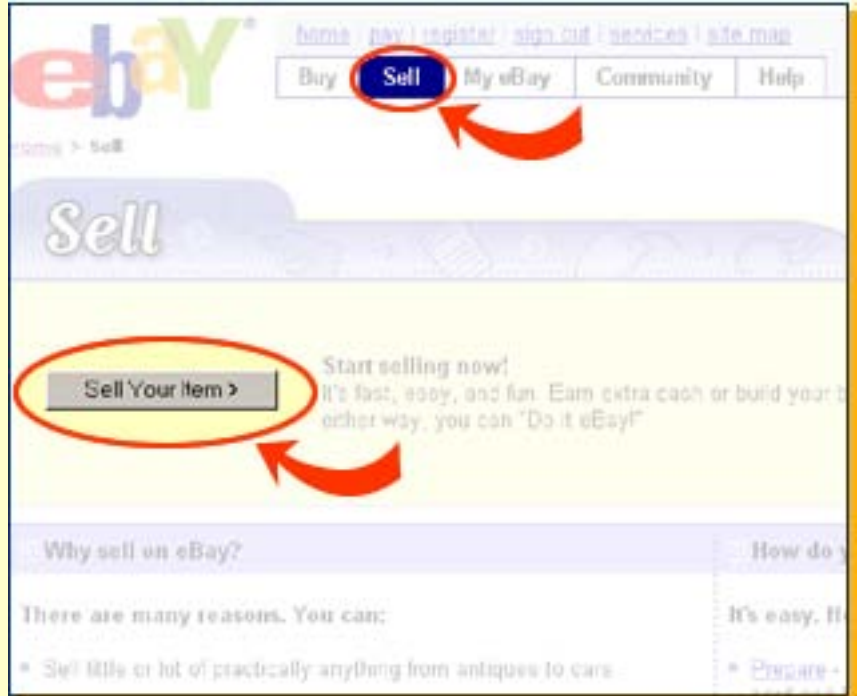 ebaY
home | pay | register | sign out | services | site map
Buy Sell My eBay Community Help
home > Sell
Sell
Sell Your Item >
Start selling now!
It's fast, easy, and fun. Earn extra cash or build your b
either way, you can "Do it eBay!"
Why sell on eBay?
How do y
There are many reasons. You can:
It's easy. He
Sell little or lot of practically anything from antiques to cars
Prepare -